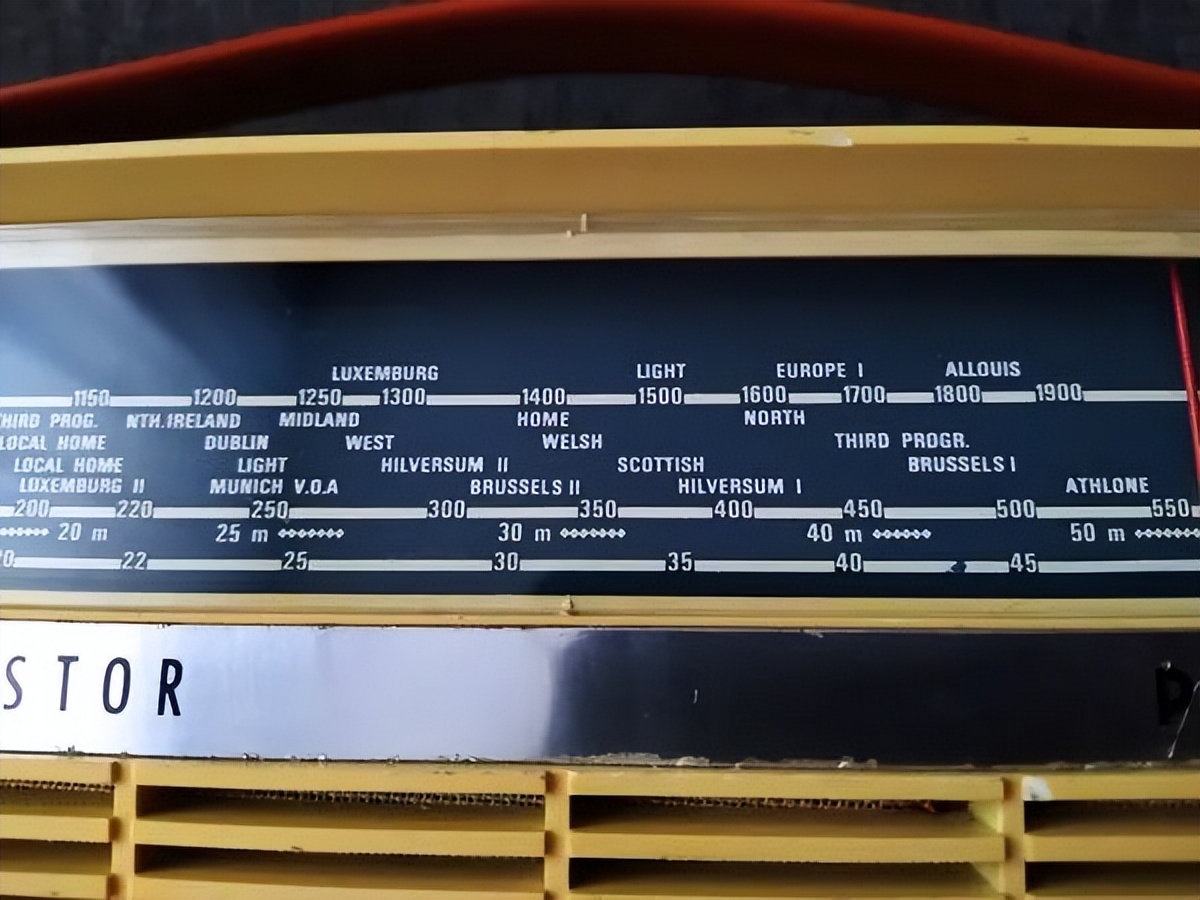 LUXEMBURG LIGHT EUROPE I ALLOUIS
1150 1200 1250 1300 1400 1500 1600 1700 1800 1900
THIRD PROG. NTH.IRELAND MIDLAND HOME NORTH
LOCAL HOME DUBLIN WEST WELSH THIRD PROGR.
LOCAL HOME LIGHT HILVERSUM II SCOTTISH BRUSSELS I
LUXEMBURG II MUNICH V.O.A BRUSSELS II HILVERSUM I ATHLONE
200 220 250 300 350 400 450 500 550
20 m 25 m 30 m 40 m 50 m
0 22 25 30 35 40 45
STOR